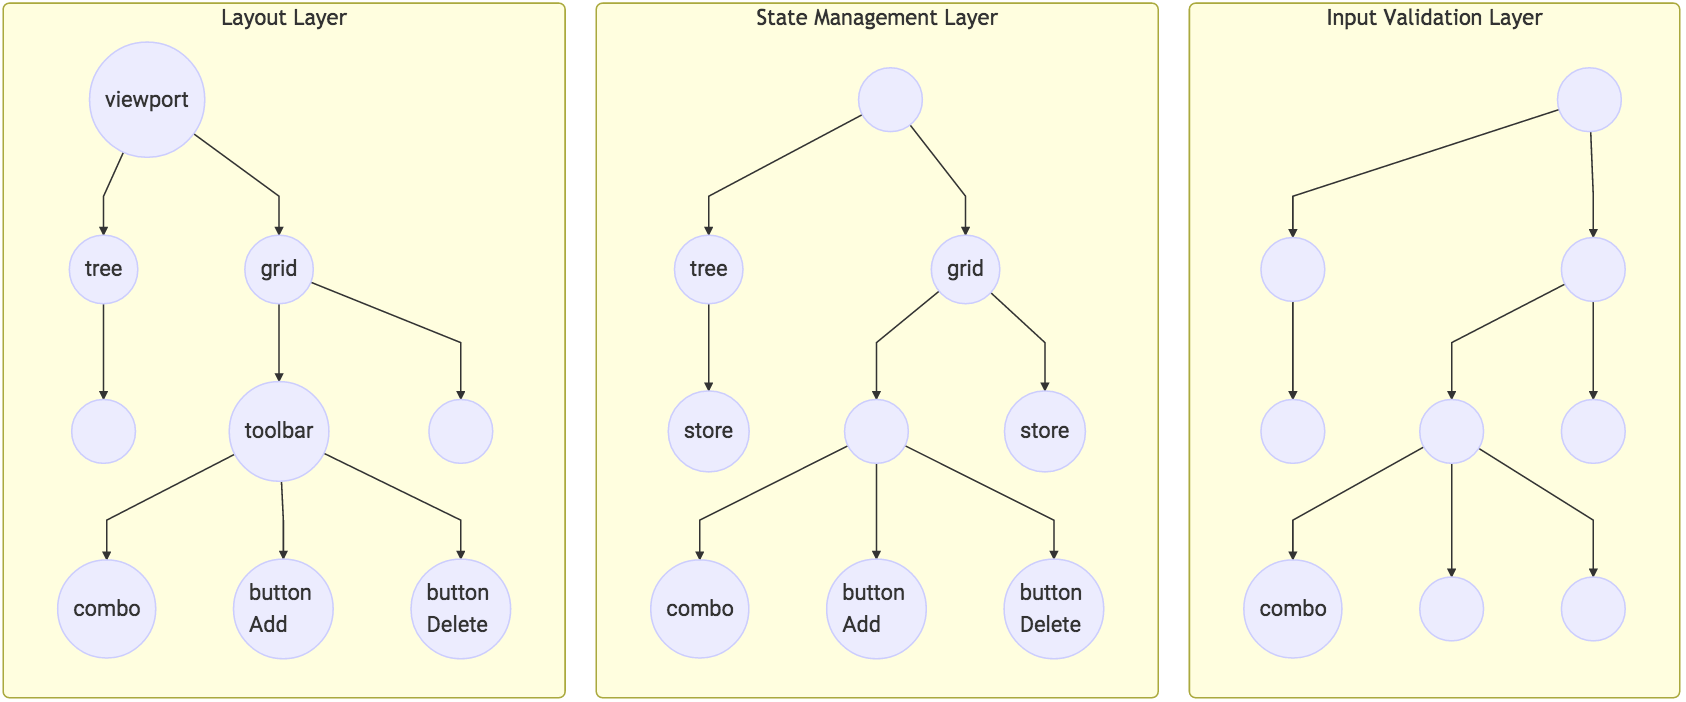 Layout Layer
viewport
tree
grid
toolbar
combo
button
Add
button
Delete
State Management Layer
tree
grid
store
store
combo
button
Add
button
Delete
Input Validation Layer
combo